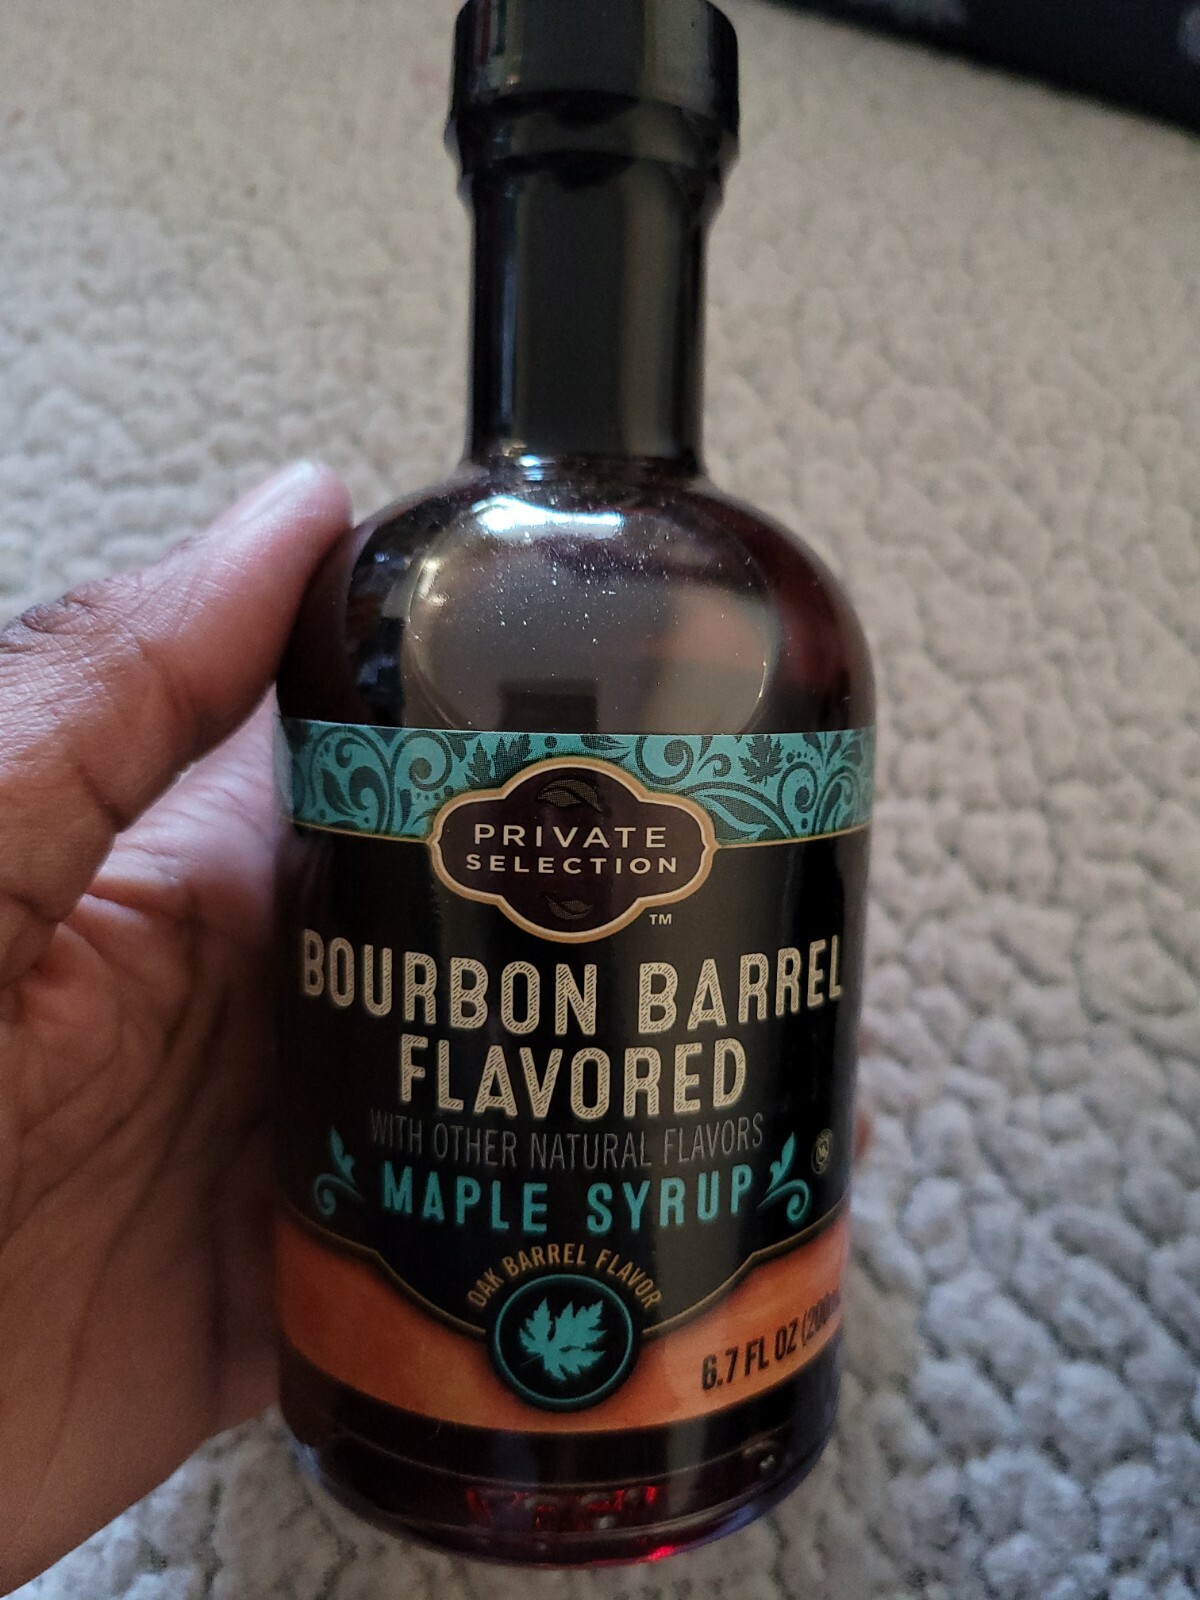 PRIVATE
SELECTION
™
BOURBON BARREL
FLAVORED
WITH OTHER NATURAL FLAVORS
MAPLE SYRUP
OAK BARREL FLAVOR
6.7 FL OZ